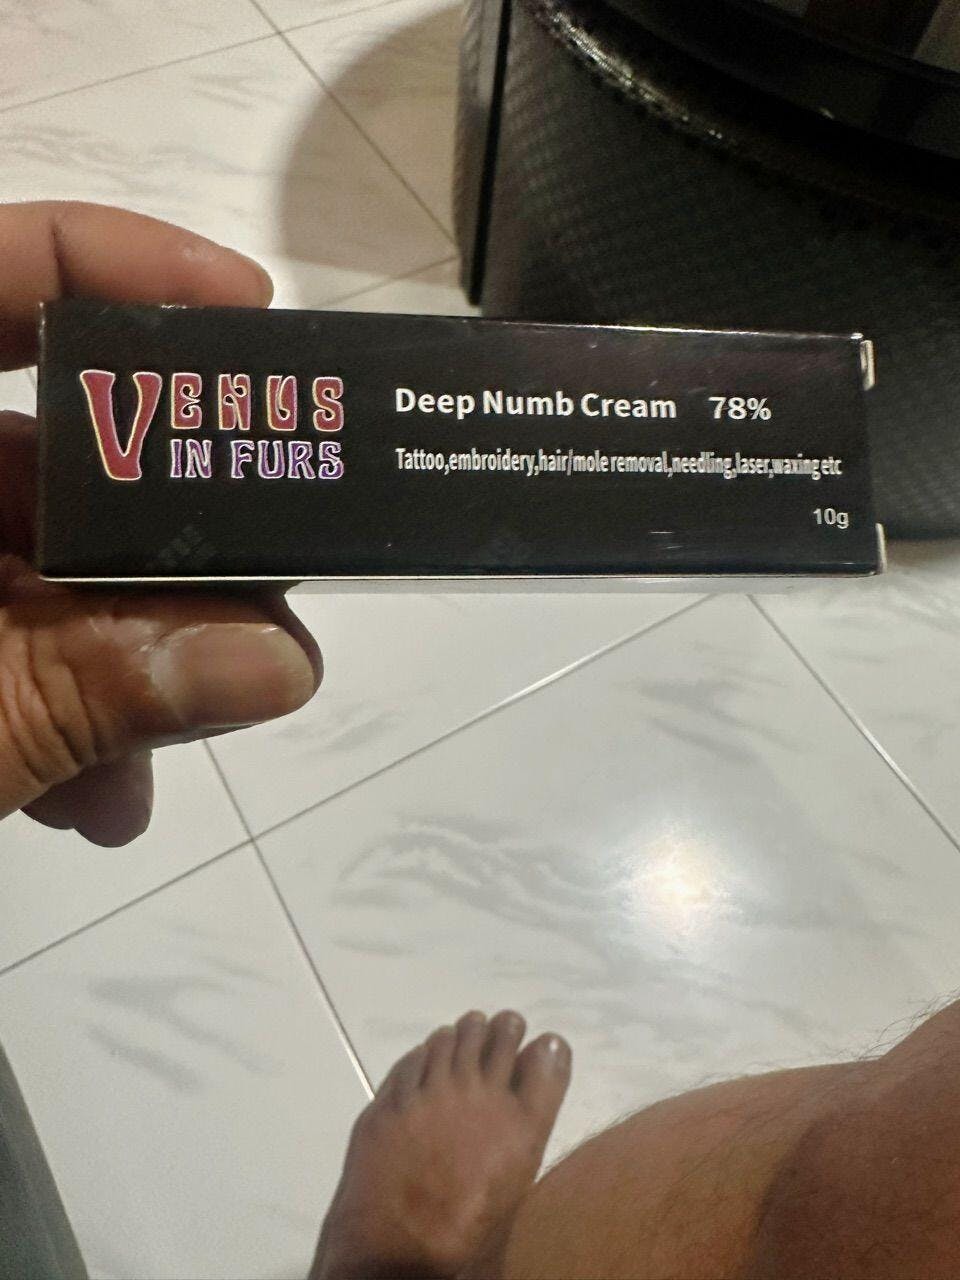 VENUS
IN FURS
Deep Numb Cream 78%
Tattoo,embroidery,hair/mole removal,needling,laser,waxing etc
10g